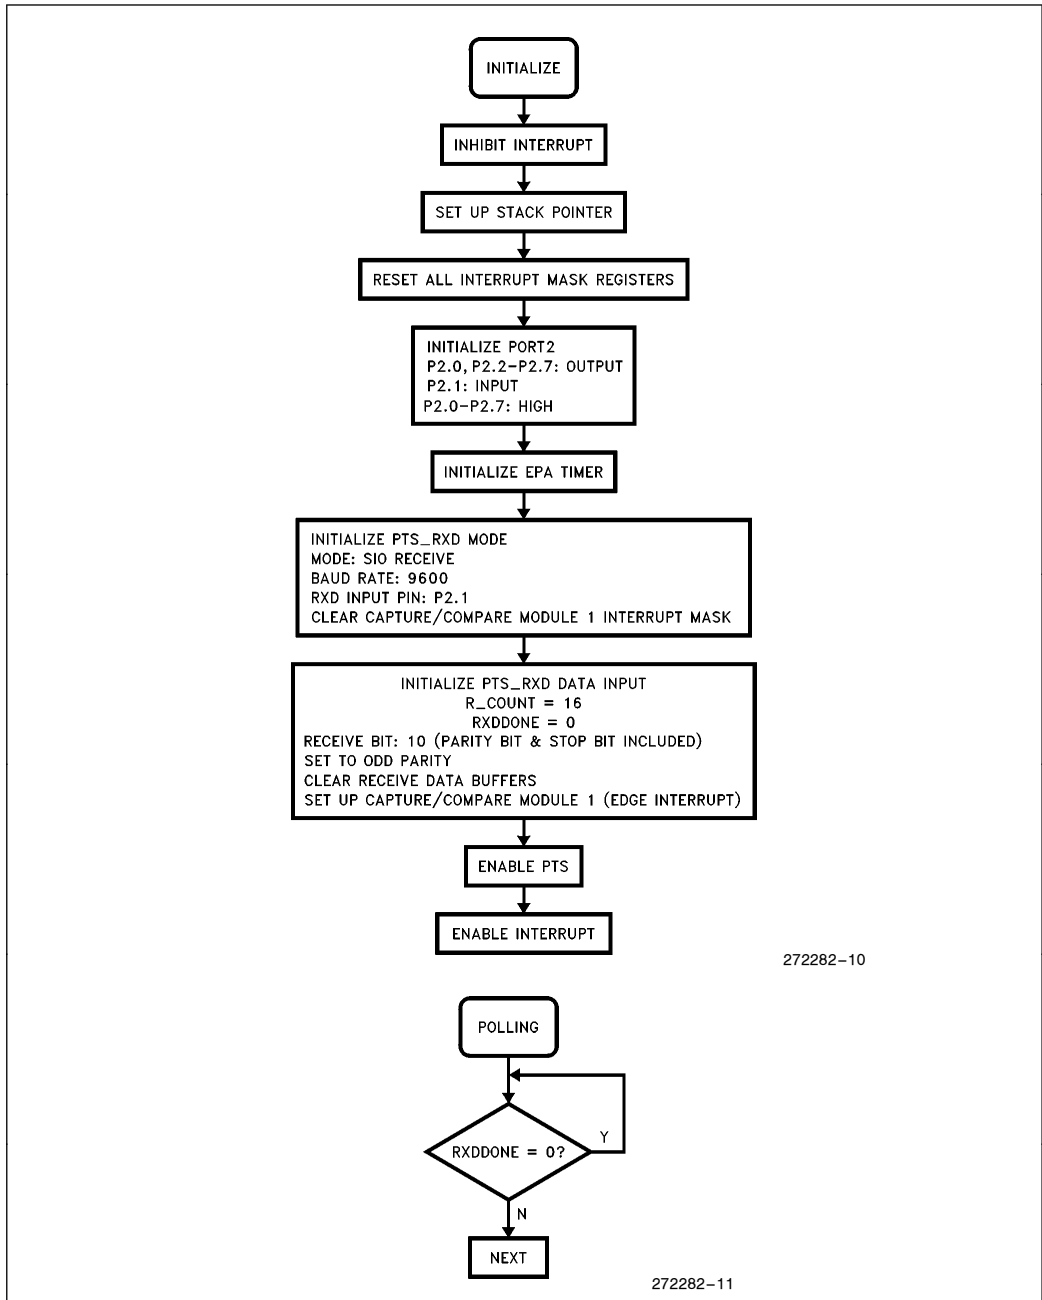 INITIALIZE
INHIBIT INTERRUPT
SET UP STACK POINTER
RESET ALL INTERRUPT MASK REGISTERS
INITIALIZE PORT2
P2.0, P2.2–P2.7: OUTPUT
P2.1: INPUT
P2.0–P2.7: HIGH
INITIALIZE EPA TIMER
INITIALIZE PTS_RXD MODE
MODE: SIO RECEIVE
BAUD RATE: 9600
RXD INPUT PIN: P2.1
CLEAR CAPTURE/COMPARE MODULE 1 INTERRUPT MASK
INITIALIZE PTS_RXD DATA INPUT
R_COUNT = 16
RXDDONE = 0
RECEIVE BIT: 10 (PARITY BIT & STOP BIT INCLUDED)
SET TO ODD PARITY
CLEAR RECEIVE DATA BUFFERS
SET UP CAPTURE/COMPARE MODULE 1 (EDGE INTERRUPT)
ENABLE PTS
ENABLE INTERRUPT
272282–10
POLLING
RXDDONE = 0?
Y
N
NEXT
272282–11